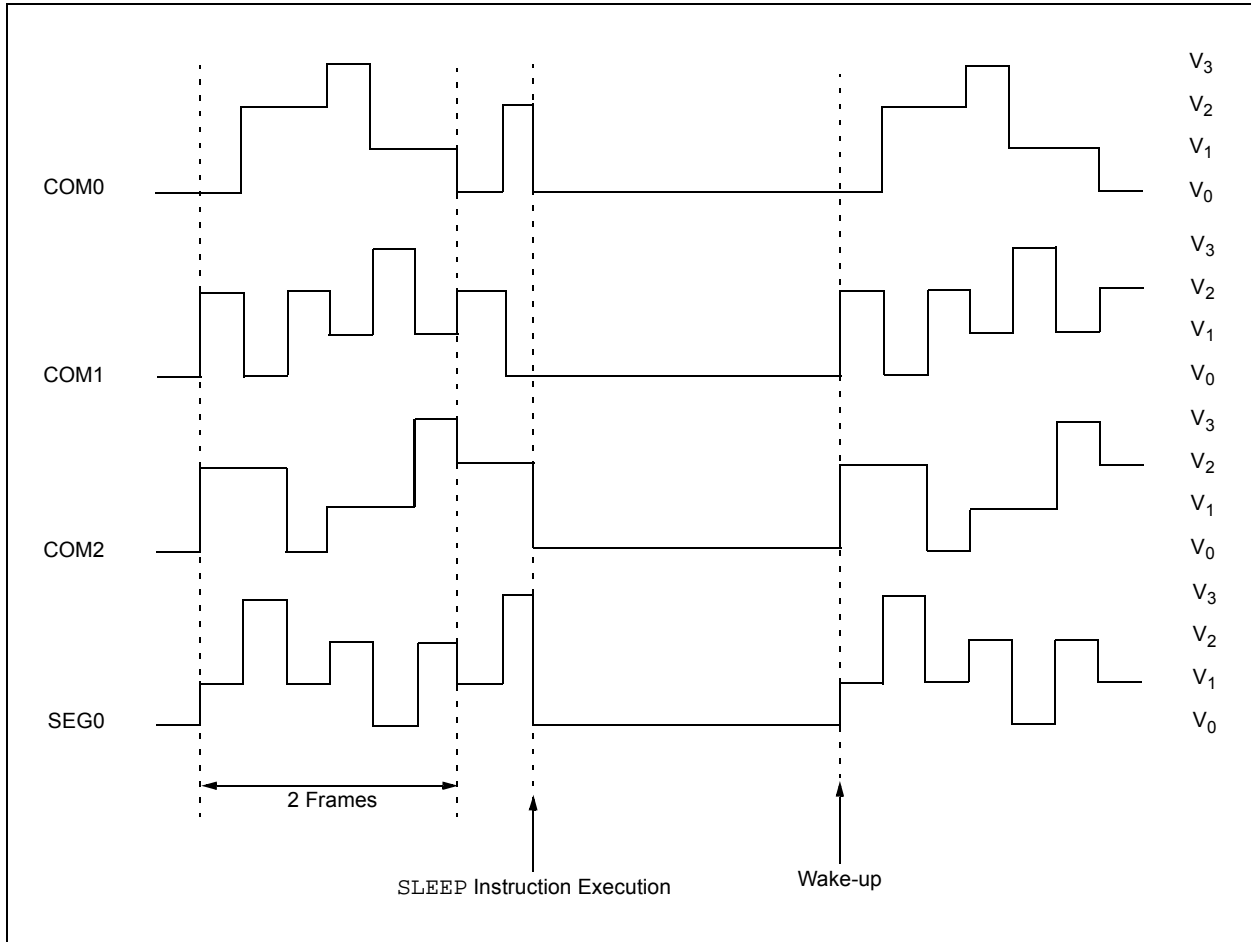 V3
V2
V1
COM0
V0
V3
V2
V1
COM1
V0
V3
V2
V1
COM2
V0
V3
V2
V1
SEG0
V0
2 Frames
SLEEP Instruction Execution
Wake-up